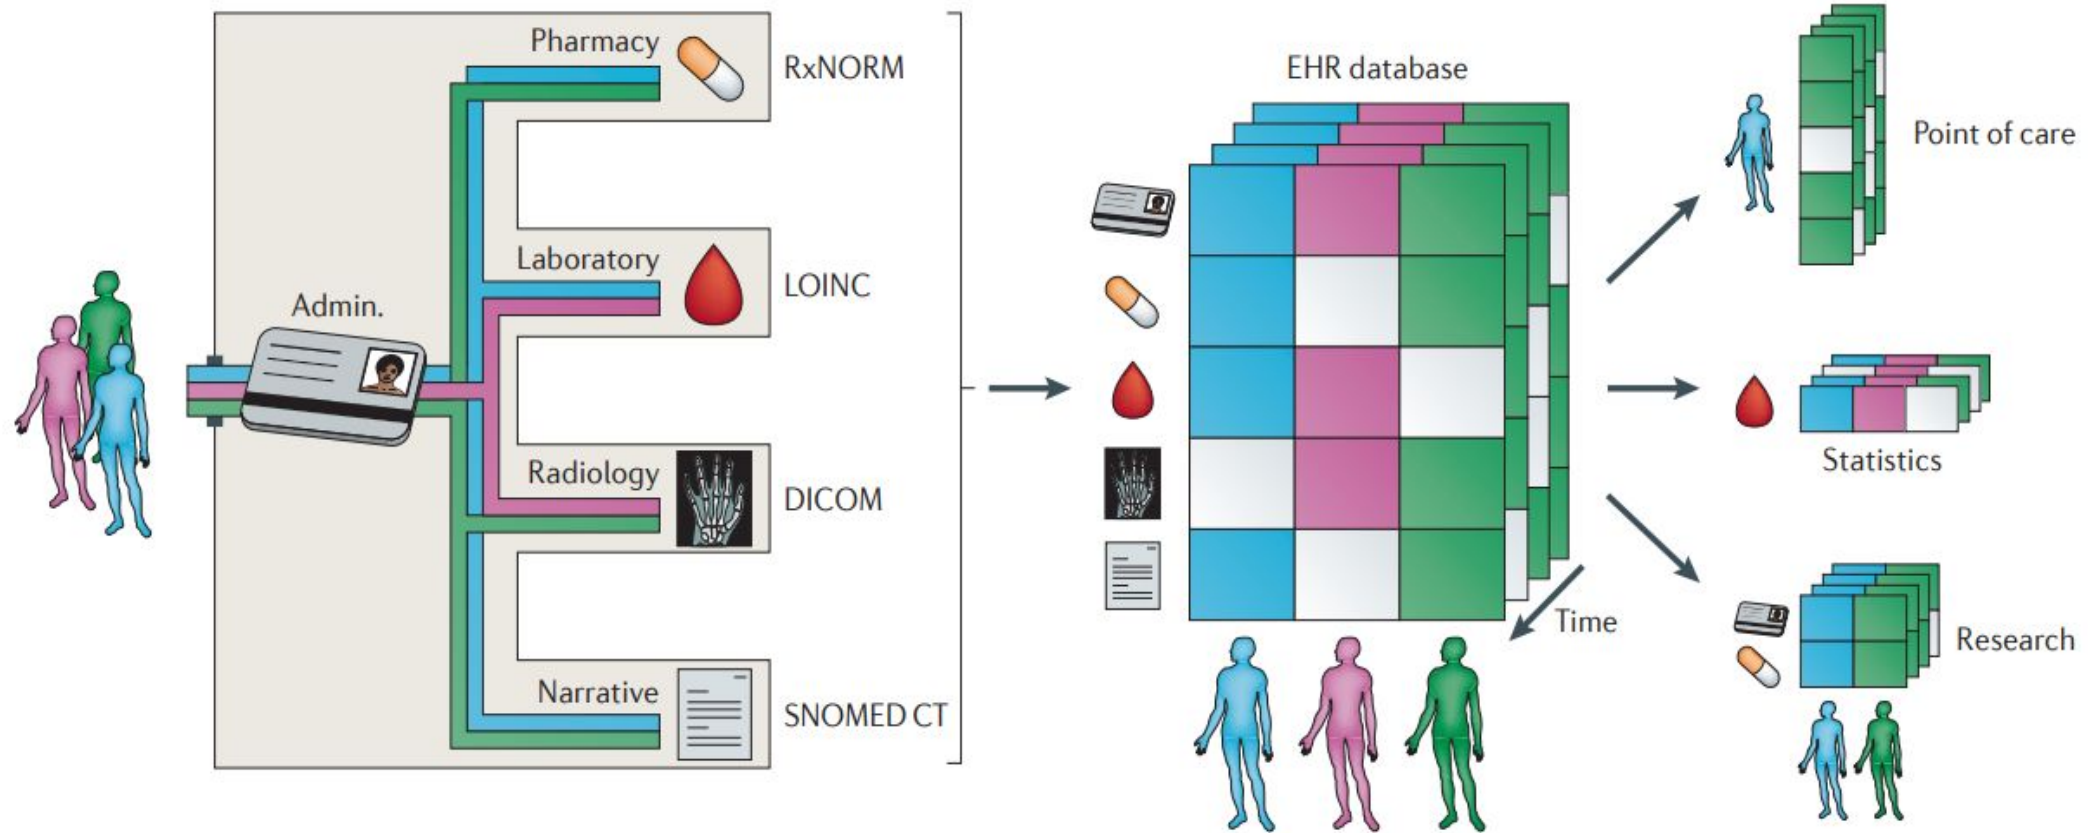 Pharmacy
RxNORM
Laboratory
LOINC
Admin.
Radiology
DICOM
Narrative
SNOMED CT
EHR database
Time
Point of care
Statistics
Research